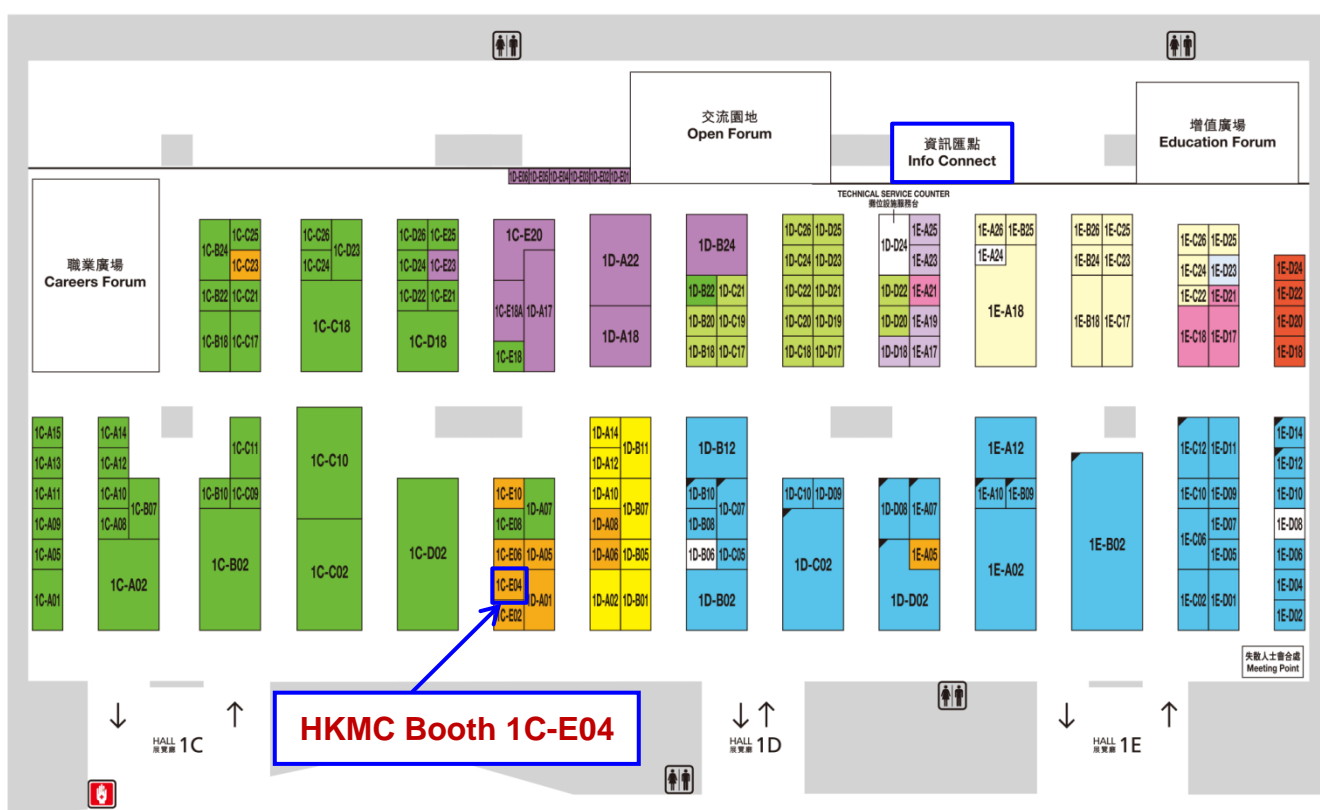 交流園地
Open Forum
資訊匯點
Info Connect
增值廣場
Education Forum
1D-E06 1D-E05 1D-E04 1D-E03 1D-E02 1D-E01
職業廣場
Careers Forum
TECHNICAL SERVICE COUNTER
攤位設施服務台
1C-B24
1C-C25
1C-C23
1C-B22 1C-C21
1C-B18 1C-C17
1C-C26
1C-C24
1C-D23
1C-C18
1C-D26 1C-E25
1C-D24 1C-E23
1C-D22 1C-E21
1C-D18
1C-E20
1C-E18A
1D-A17
1C-E18
1D-A22
1D-A18
1D-B24
1D-B22 1D-C21
1D-B20 1D-C19
1D-B18 1D-C17
1D-C26 1D-D25
1D-C24 1D-D23
1D-C22 1D-D21
1D-C20 1D-D19
1D-C18 1D-D17
1D-D24
1E-A25
1E-A23
1D-D22 1E-A21
1D-D20 1E-A19
1D-D18 1E-A17
1E-A26 1E-B25
1E-A24
1E-A18
1E-B26 1E-C25
1E-B24 1E-C23
1E-B18 1E-C17
1E-C26 1E-D25
1E-C24 1E-D23
1E-C22 1E-D21
1E-C18 1E-D17
1E-D24
1E-D22
1E-D20
1E-D18
1C-A15
1C-A13
1C-A11
1C-A09
1C-A05
1C-A01
1C-A14
1C-A12
1C-A10
1C-A08
1C-B07
1C-A02
1C-C11
1C-B10 1C-C09
1C-B02
1C-C10
1C-C02
1C-D02
1C-E10
1C-E08
1D-A07
1C-E06 1D-A05
1C-E04
1C-E02
1D-A01
1D-A14
1D-A12
1D-B11
1D-A10
1D-A08
1D-B07
1D-A06 1D-B05
1D-A02 1D-B01
1D-B12
1D-B10
1D-B08
1D-C07
1D-B06 1D-C05
1D-B02
1D-C10 1D-D09
1D-C02
1D-D08 1E-A07
1E-A05
1D-D02
1E-A12
1E-A10 1E-B09
1E-A02
1E-B02
1E-C12 1E-D11
1E-C10 1E-D09
1E-C06
1E-D07
1E-D05
1E-C02 1E-D01
1E-D14
1E-D12
1E-D10
1E-D08
1E-D06
1E-D04
1E-D02
失散人士會合處
Meeting Point
HKMC Booth 1C-E04
HALL
展覽廳 1C
HALL
展覽廳 1D
HALL
展覽廳 1E